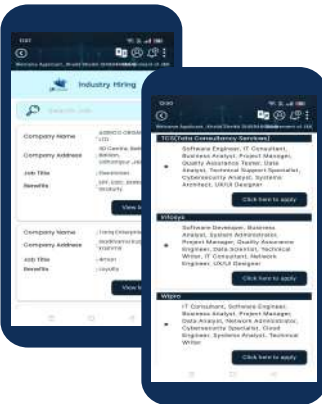 Industry Hiring
Search Job
Company Name
Company Address
Job Title
Benefits
View
Company Name
Company Address
Job Title
Benefits
View
TCS(Tata Consultancy Services)
Software Engineer, IT Consultant,
Business Analyst, Project Manager,
Quality Assurance Tester, Data
Analyst, Technical Support Specialist,
Cybersecurity Analyst, Systems
Architect, UX/UI Designer
Click here to apply
Infosys
Software Developer, Business
Analyst, System Administrator,
Project Manager, Quality Assurance
Engineer, Data Scientist, Technical
Writer, IT Consultant, Network
Engineer, UX/UI Designer
Click here to apply
Wipro
IT Consultant, Software Engineer,
Business Analyst, Project Manager,
Data Analyst, Network Administrator,
Cybersecurity Specialist, Cloud
Engineer, Systems Analyst, Technical
Writer
Click here to apply